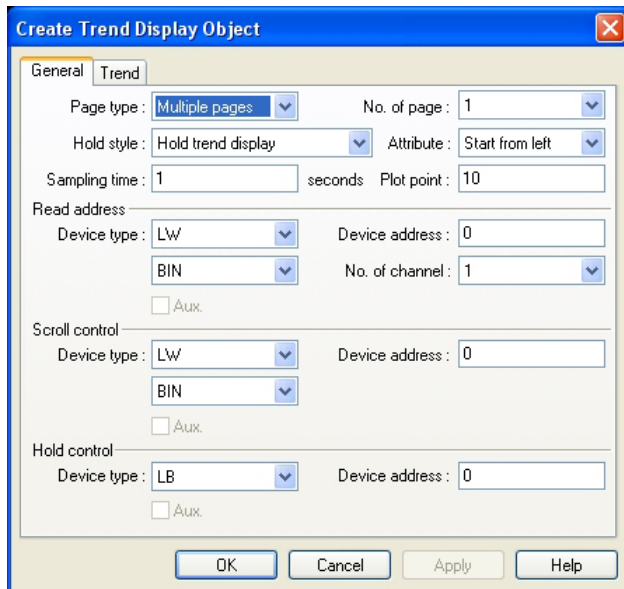 Create Trend Display Object
General Trend
Page type : Multiple pages No. of page : 1
Hold style : Hold trend display Attribute : Start from left
Sampling time : 1 seconds Plot point : 10
Read address
Device type : LW Device address : 0
BIN No. of channel : 1
Aux.
Scroll control
Device type : LW Device address : 0
BIN
Aux.
Hold control
Device type : LB Device address : 0
Aux.
OK Cancel Apply Help